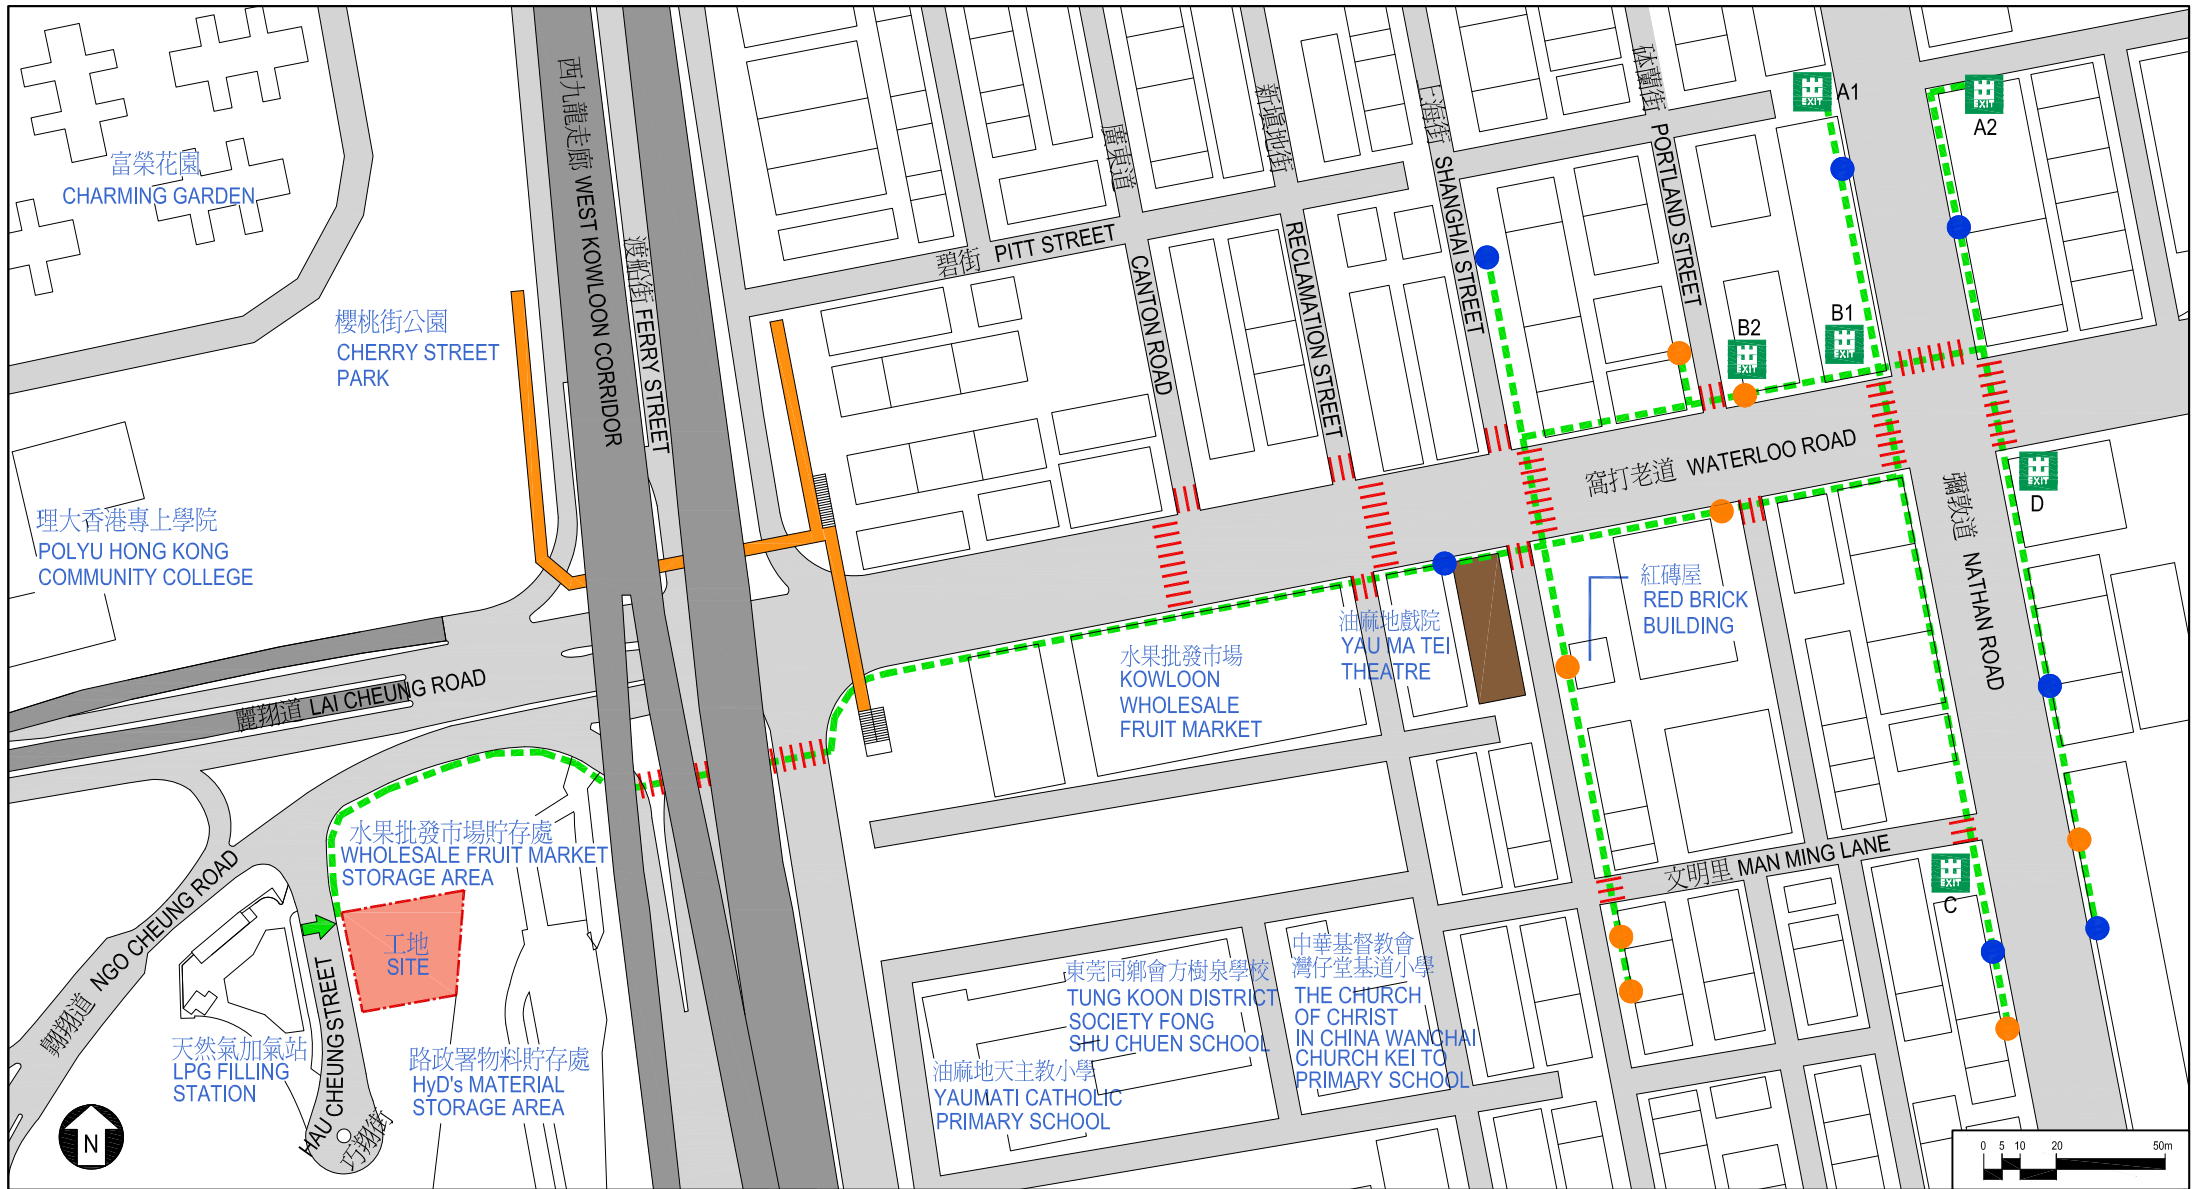 富榮花園
CHARMING GARDEN
西九龍走廊 WEST KOWLOON CORRIDOR
渡船街 FERRY STREET
櫻桃街公園
CHERRY STREET
PARK
碧街 PITT STREET
廣東道
CANTON ROAD
新填地街
RECLAMATION STREET
上海街 SHANGHAI STREET
砵蘭街 PORTLAND STREET
EXIT
A1
EXIT
A2
B2
EXIT
B1
EXIT
窩打老道 WATERLOO ROAD
彌敦道 NATHAN ROAD
EXIT
D
理大香港專上學院
POLYU HONG KONG
COMMUNITY COLLEGE
紅磚屋
RED BRICK
BUILDING
油麻地戲院
YAU MA TEI
THEATRE
水果批發市場
KOWLOON
WHOLESALE
FRUIT MARKET
麗翔道 LAI CHEUNG ROAD
水果批發市場貯存處
WHOLESALE FRUIT MARKET
STORAGE AREA
文明里 MAN MING LANE
EXIT
C
翱翔道 NGO CHEUNG ROAD
工地
SITE
HAU CHEUNG STREET
巧翔街
天然氣加氣站
LPG FILLING
STATION
路政署物料貯存處
HyD's MATERIAL
STORAGE AREA
東莞同鄉會方樹泉學校
TUNG KOON DISTRICT
SOCIETY FONG
SHU CHUEN SCHOOL
中華基督教會
灣仔堂基道小學
THE CHURCH
OF CHRIST
IN CHINA WANCHAI
CHURCH KEI TO
PRIMARY SCHOOL
油麻地天主教小學
YAUMATI CATHOLIC
PRIMARY SCHOOL
N
0 5 10 20 50m